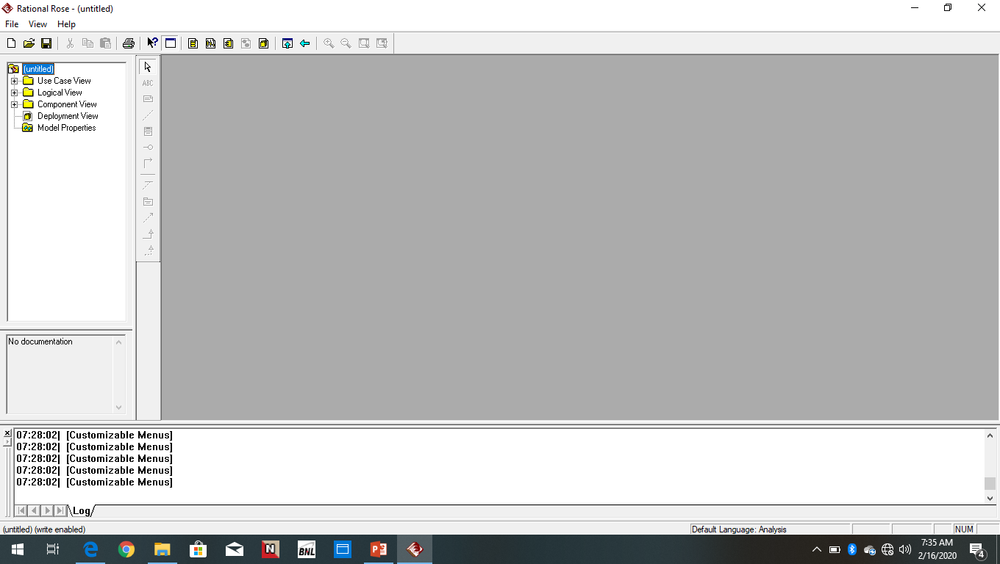 Rational Rose - (untitled)
File View Help
(untitled)
Use Case View
Logical View
Component View
Deployment View
Model Properties
ABC
No documentation
07:28:02| [Customizable Menus]
07:28:02| [Customizable Menus]
07:28:02| [Customizable Menus]
07:28:02| [Customizable Menus]
07:28:02| [Customizable Menus]
Log
(untitled) (write enabled)
Default Language: Analysis
NUM
N
BNL
P
7:35 AM
2/16/2020
4